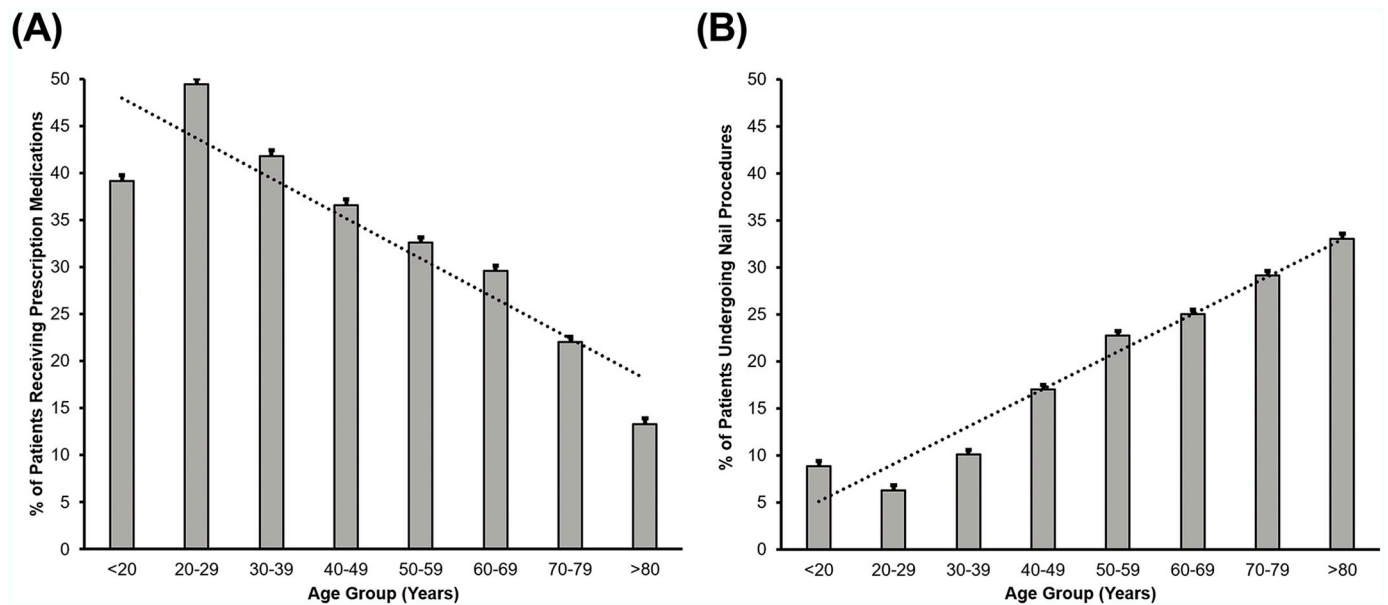 (A)
% of Patients Receiving Prescription Medications
50
45
40
35
30
25
20
15
10
5
0
<20 20-29 30-39 40-49 50-59 60-69 70-79 >80
Age Group (Years)
(B)
% of Patients Undergoing Nail Procedures
50
45
40
35
30
25
20
15
10
5
0
<20 20-29 30-39 40-49 50-59 60-69 70-79 >80
Age Group (Years)